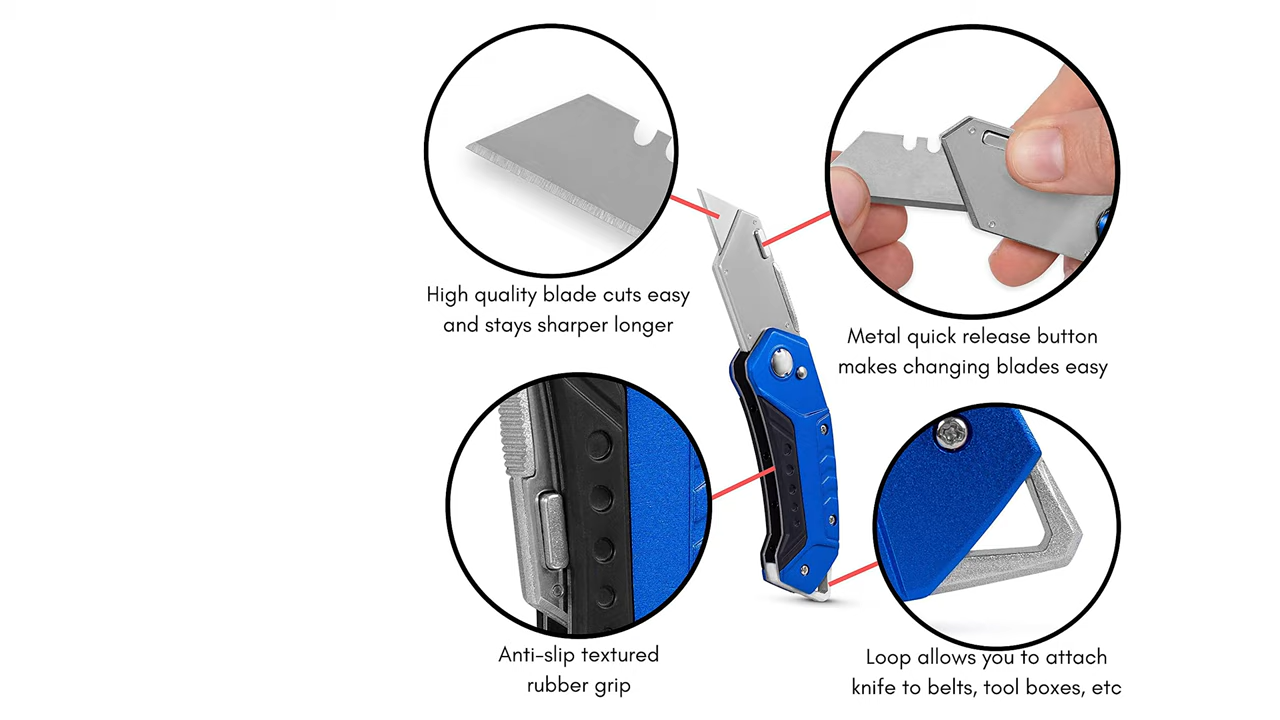 High quality blade cuts easy
and stays sharper longer
Metal quick release button
makes changing blades easy
Anti-slip textured
rubber grip
Loop allows you to attach
knife to belts, tool boxes, etc